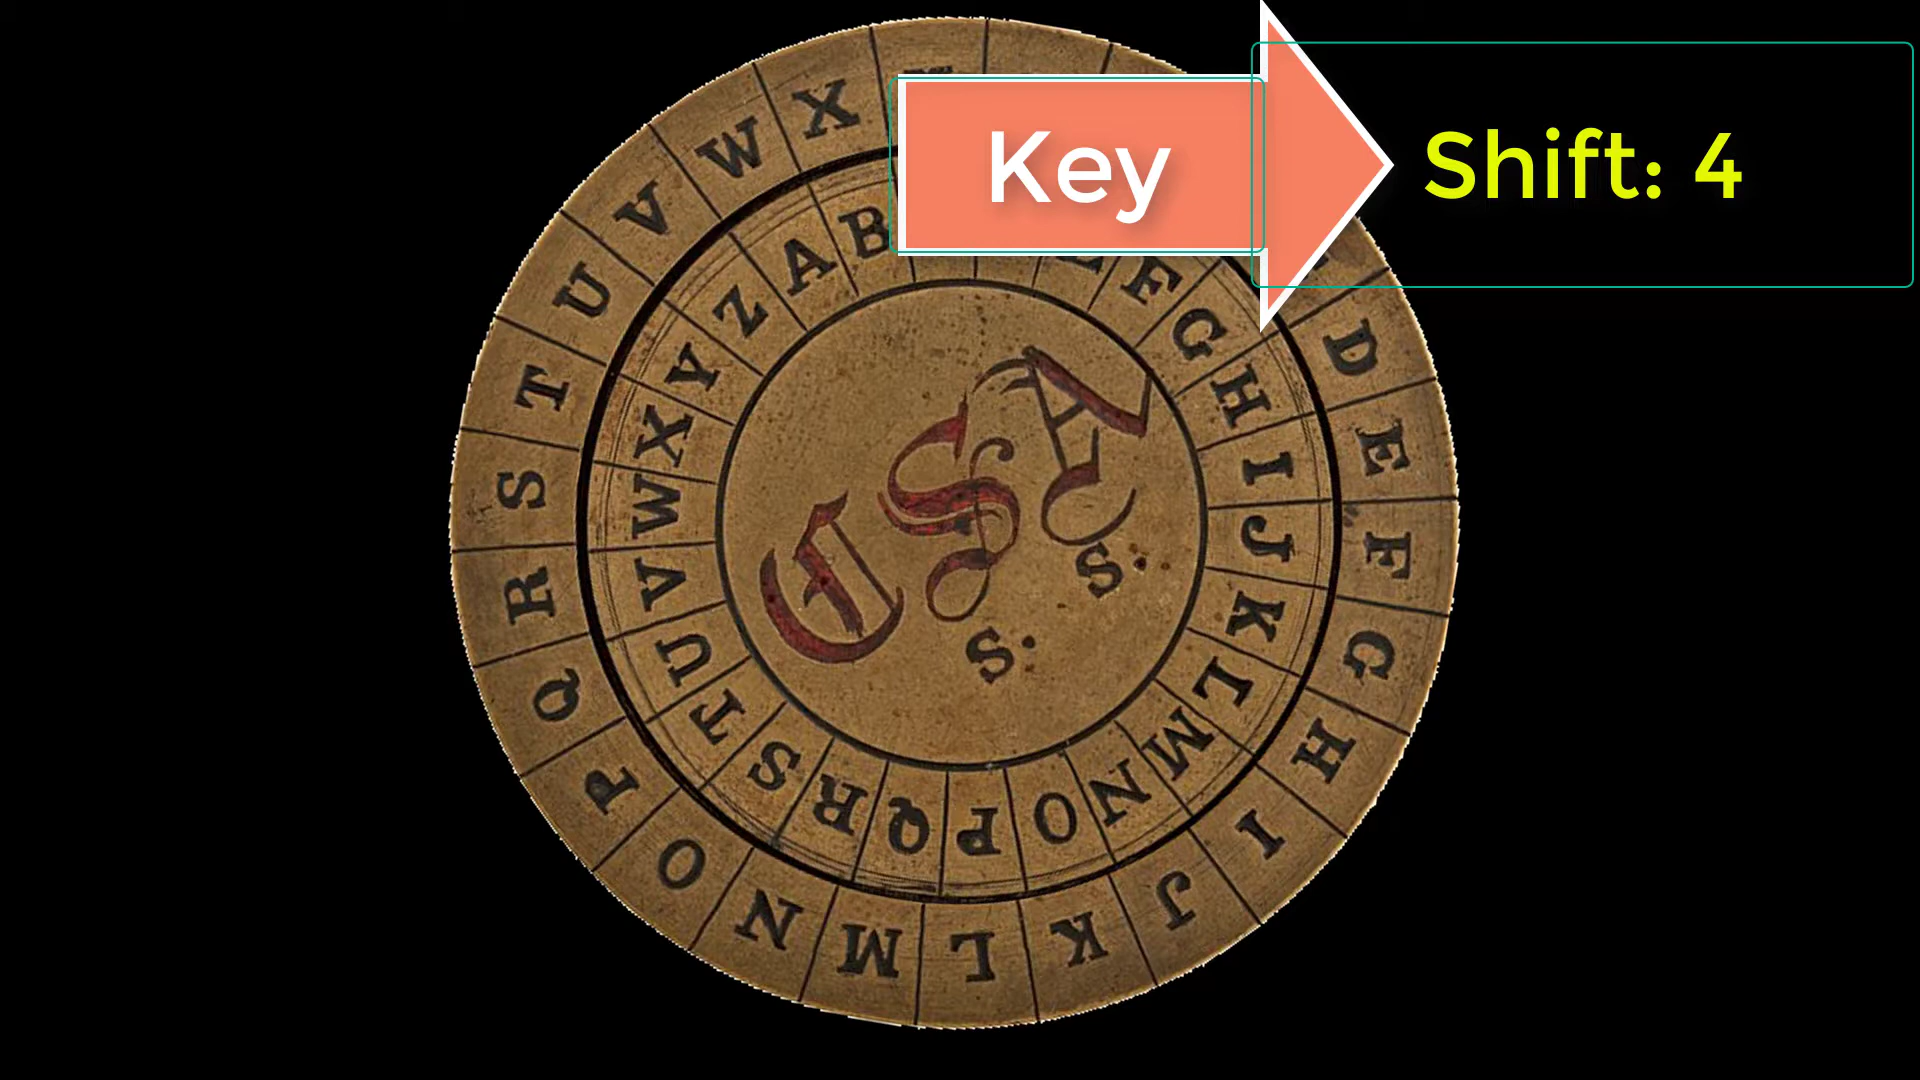 Key
Shift: 4
X
W
V
U
T
S
R
Q
P
O
N
M
L
K
J
I
H
G
F
E
D
B
A
Z
Y
X
W
V
U
T
S
R
Q
P
O
N
M
L
K
J
I
H
G
F
CSA
S.
S.